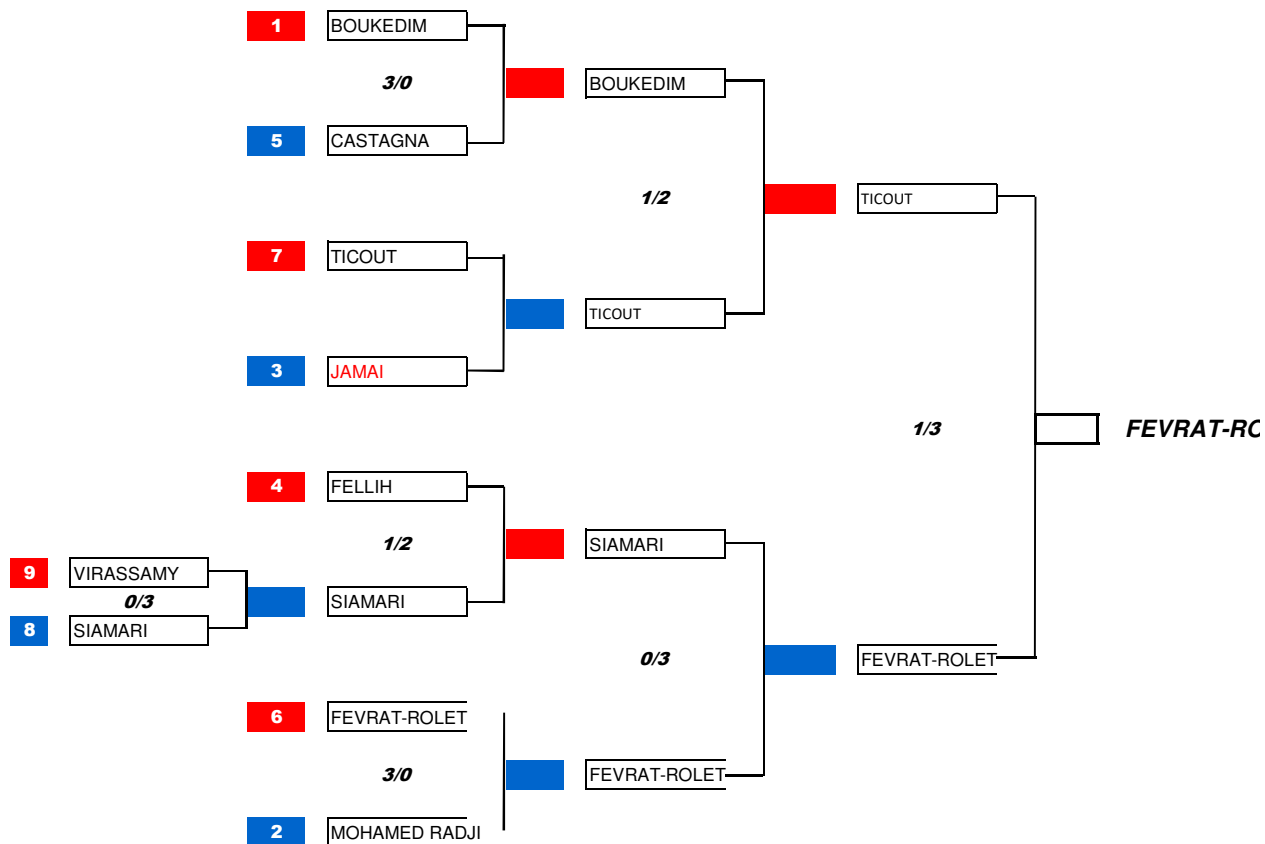 1 BOUKEDIM
3/0
BOUKEDIM
5 CASTAGNA
1/2
TICOUT
7 TICOUT
TICOUT
3 JAMAI
1/3
FEVRAT-RO
4 FELLIH
1/2
SIAMARI
9 VIRASSAMY
0/3
SIAMARI
8 SIAMARI
0/3
FEVRAT-ROLET
6 FEVRAT-ROLET
3/0
FEVRAT-ROLET
2 MOHAMED RADJI